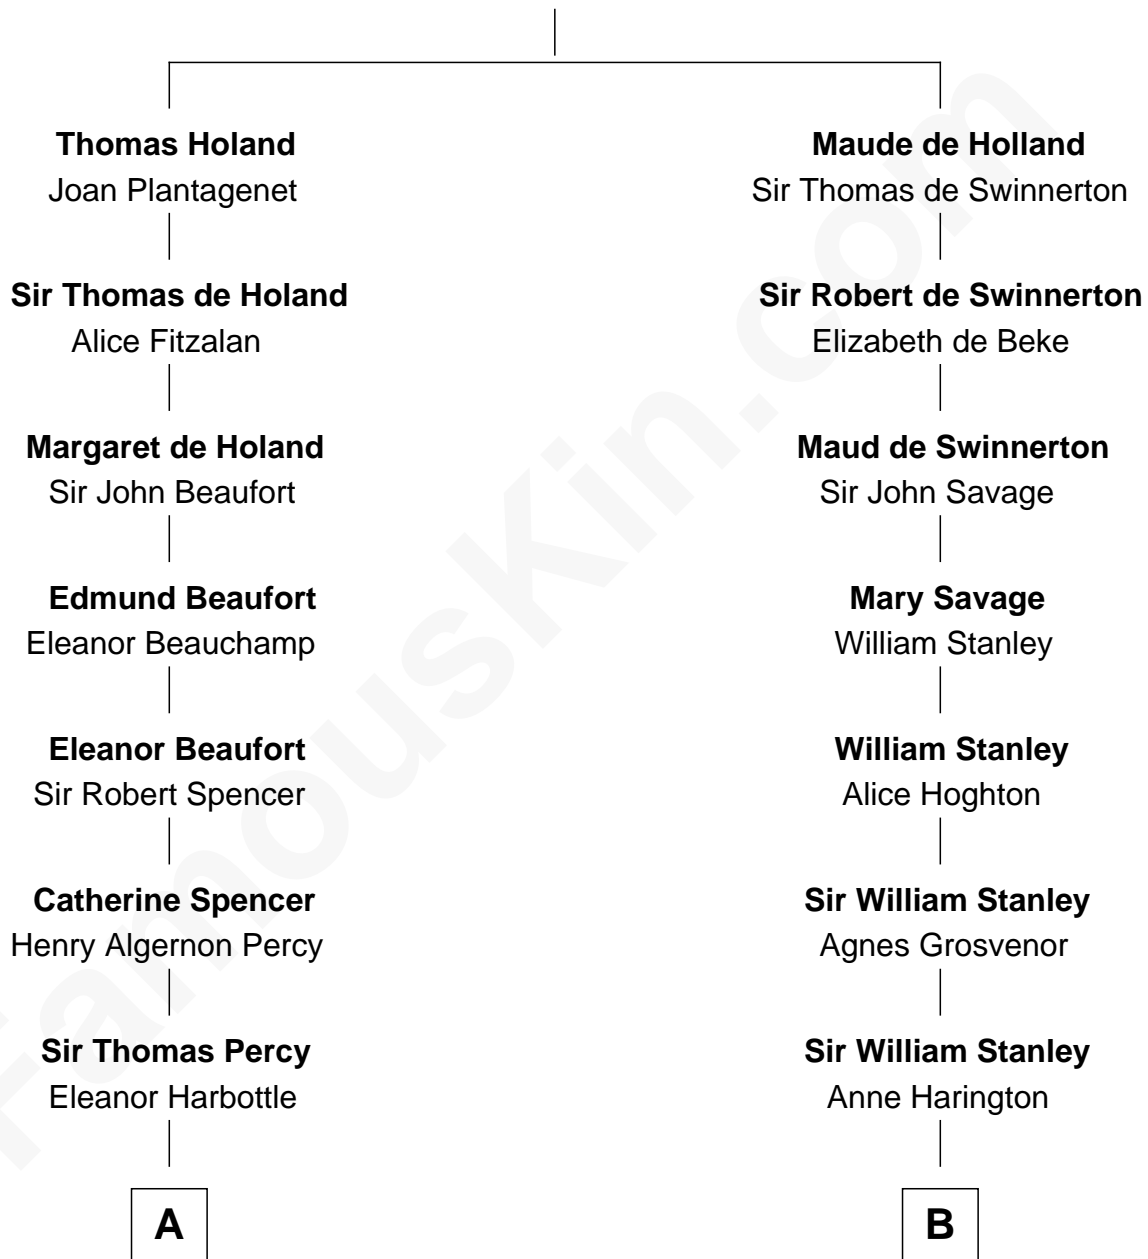 Thomas Holand
Joan Plantagenet
Sir Thomas de Holand
Alice Fitzalan
Margaret de Holand
Sir John Beaufort
Edmund Beaufort
Eleanor Beauchamp
Eleanor Beaufort
Sir Robert Spencer
Catherine Spencer
Henry Algernon Percy
Sir Thomas Percy
Eleanor Harbottle
A
Maude de Holland
Sir Thomas de Swinnerton
Sir Robert de Swinnerton
Elizabeth de Beke
Maud de Swinnerton
Sir John Savage
Mary Savage
William Stanley
William Stanley
Alice Hoghton
Sir William Stanley
Agnes Grosvenor
Sir William Stanley
Anne Harington
B
FamousKin.com